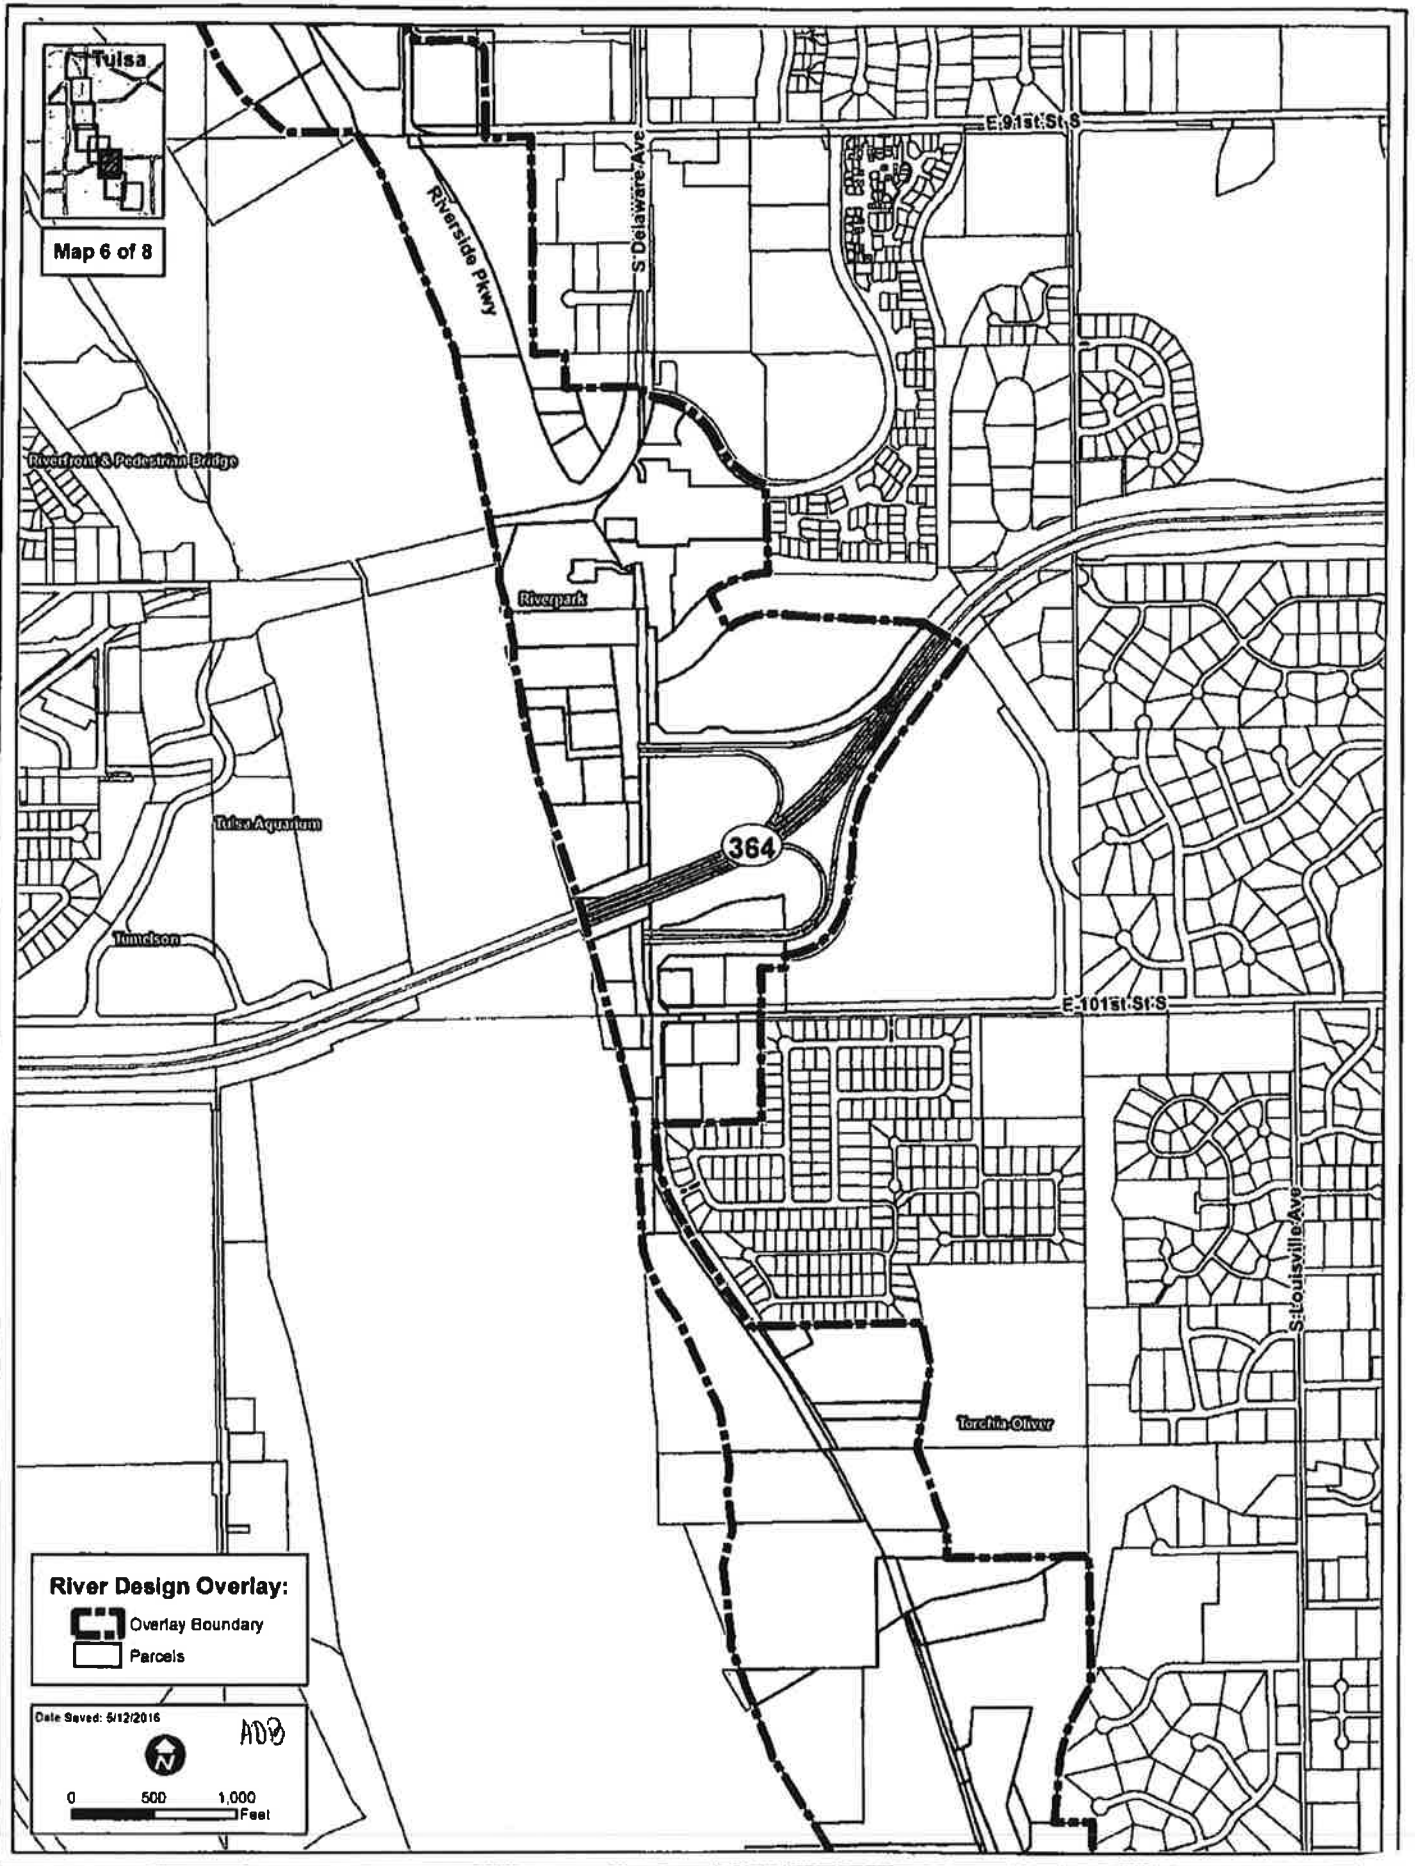 Tulsa
Map 6 of 8
E 91st St S
S Delaware Ave
Riverside Pkwy
Riverfront & Pedestrian Bridge
Riverpark
Tulsa Aquarium
364
Tumelson
E 101st St S
S Louisville Ave
Torchia-Oliver
River Design Overlay:
Overlay Boundary
Parcels
Date Saved: 5/12/2016
ADB
N
0 500 1,000
Feet